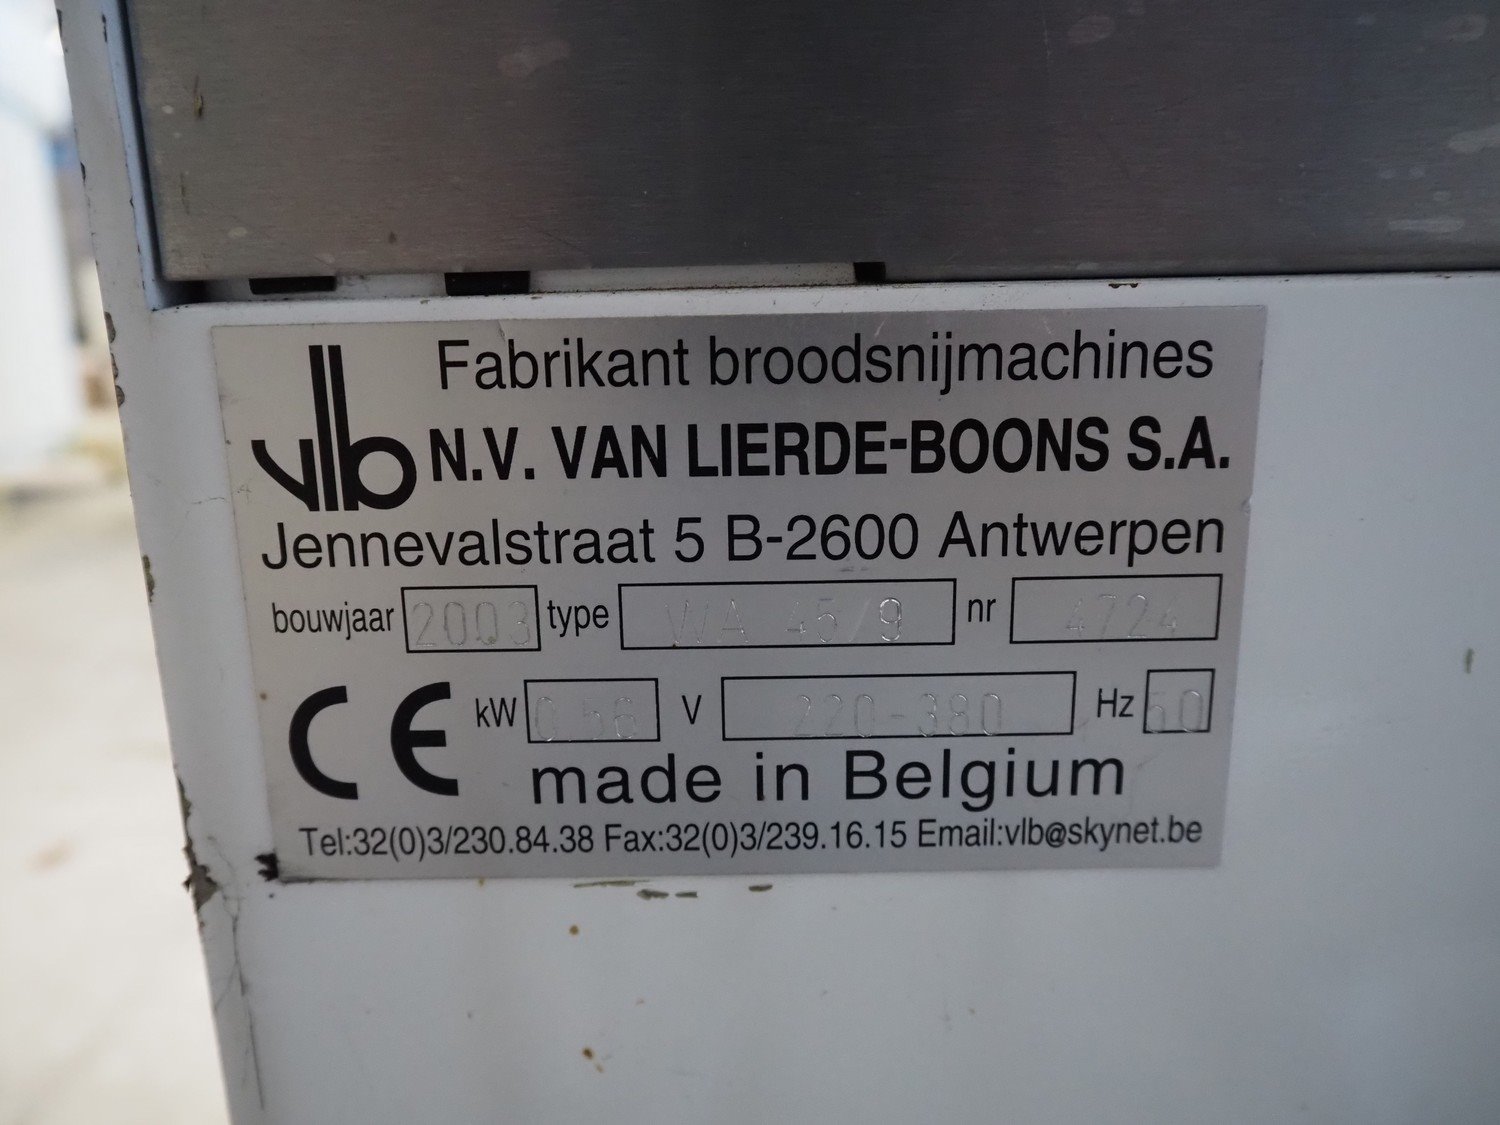 Fabrikant broodsnijmachines
vlb N.V. VAN LIERDE-BOONS S.A.
Jennevalstraat 5 B-2600 Antwerpen
bouwjaar 2003 type WA 45/9 nr 4724
CE kW 0 56 V 220-380 Hz 50
made in Belgium
Tel:32(0)3/230.84.38 Fax:32(0)3/239.16.15 Email:vlb@skynet.be